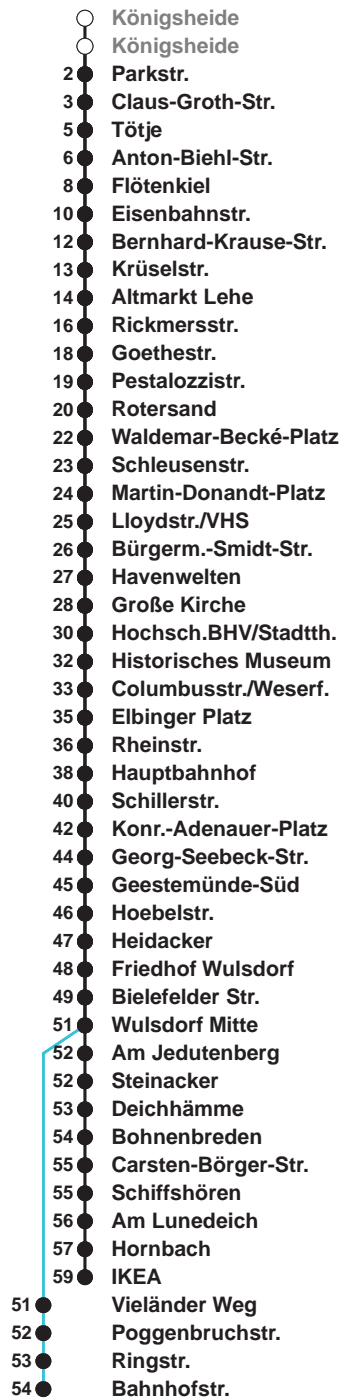 Königsheide
Königsheide
2 Parkstr.
3 Claus-Groth-Str.
5 Tötje
6 Anton-Biehl-Str.
8 Flötenkiel
10 Eisenbahnstr.
12 Bernhard-Krause-Str.
13 Krüselstr.
14 Altmarkt Lehe
16 Rickmersstr.
18 Goethestr.
19 Pestalozzistr.
20 Rotersand
22 Waldemar-Becké-Platz
23 Schleusenstr.
24 Martin-Donandt-Platz
25 Lloydstr./VHS
26 Bürgerm.-Smidt-Str.
27 Havenwelten
28 Große Kirche
30 Hochsch.BHV/Stadtth.
32 Historisches Museum
33 Columbusstr./Weserf.
35 Elbinger Platz
36 Rheinstr.
38 Hauptbahnhof
40 Schillerstr.
42 Konr.-Adenauer-Platz
44 Georg-Seebeck-Str.
45 Geestemünde-Süd
46 Hoebelstr.
47 Heidacker
48 Friedhof Wulsdorf
49 Bielefelder Str.
51 Wulsdorf Mitte
52 Am Jedutenberg
52 Steinacker
53 Deichhämme
54 Bohnenbreden
55 Carsten-Börger-Str.
55 Schiffshören
56 Am Lunedeich
57 Hornbach
59 IKEA
51 Vieländer Weg
52 Poggenbruchstr.
53 Ringstr.
54 Bahnhofstr.